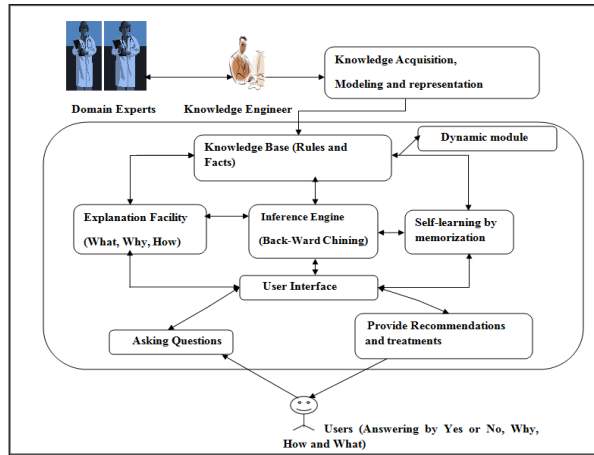 Knowledge Acquisition,
Modeling and representation
Domain Experts
Knowledge Engineer
Dynamic module
Knowledge Base (Rules and
Facts)
Explanation Facility
(What, Why, How)
Inference Engine
(Back-Ward Chining)
Self-learning by
memorization
User Interface
Asking Questions
Provide Recommendations
and treatments
Users (Answering by Yes or No, Why,
How and What)